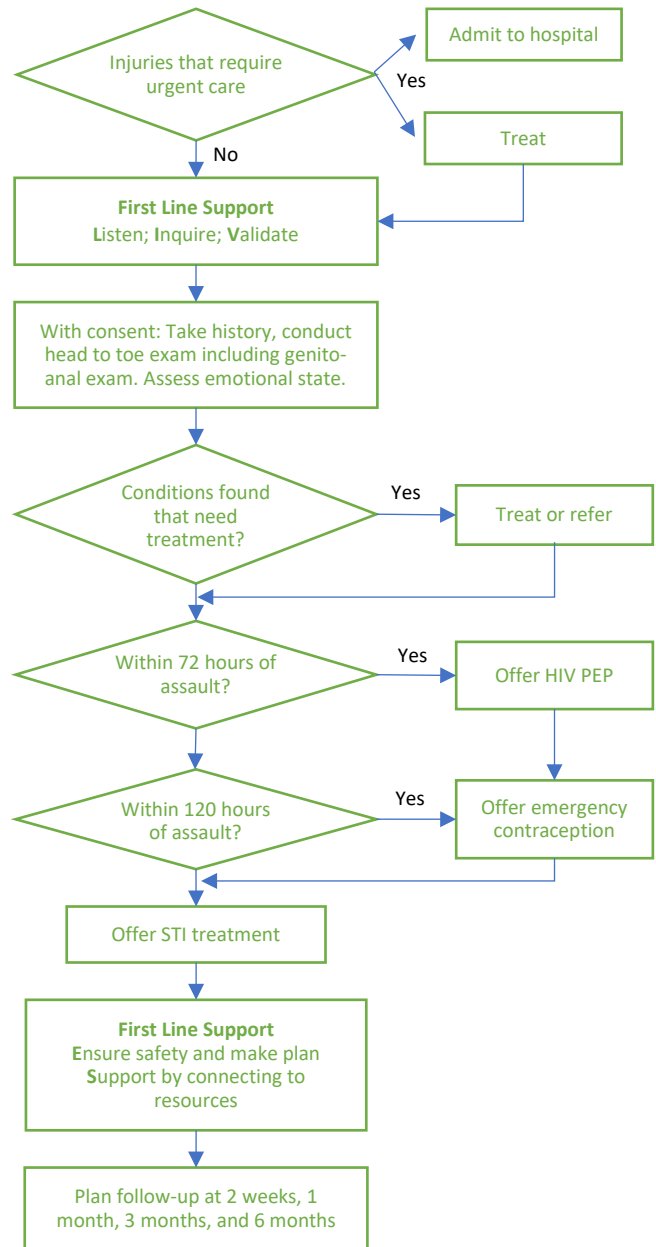 Injuries that require
urgent care
Admit to hospital
Yes
Treat
No
First Line Support
Listen; Inquire; Validate
With consent: Take history, conduct
head to toe exam including genito-
anal exam. Assess emotional state.
Conditions found
that need
treatment?
Yes
Treat or refer
Within 72 hours of
assault?
Yes
Offer HIV PEP
Within 120 hours
of assault?
Yes
Offer emergency
contraception
Offer STI treatment
First Line Support
Ensure safety and make plan
Support by connecting to
resources
Plan follow-up at 2 weeks, 1
month, 3 months, and 6 months